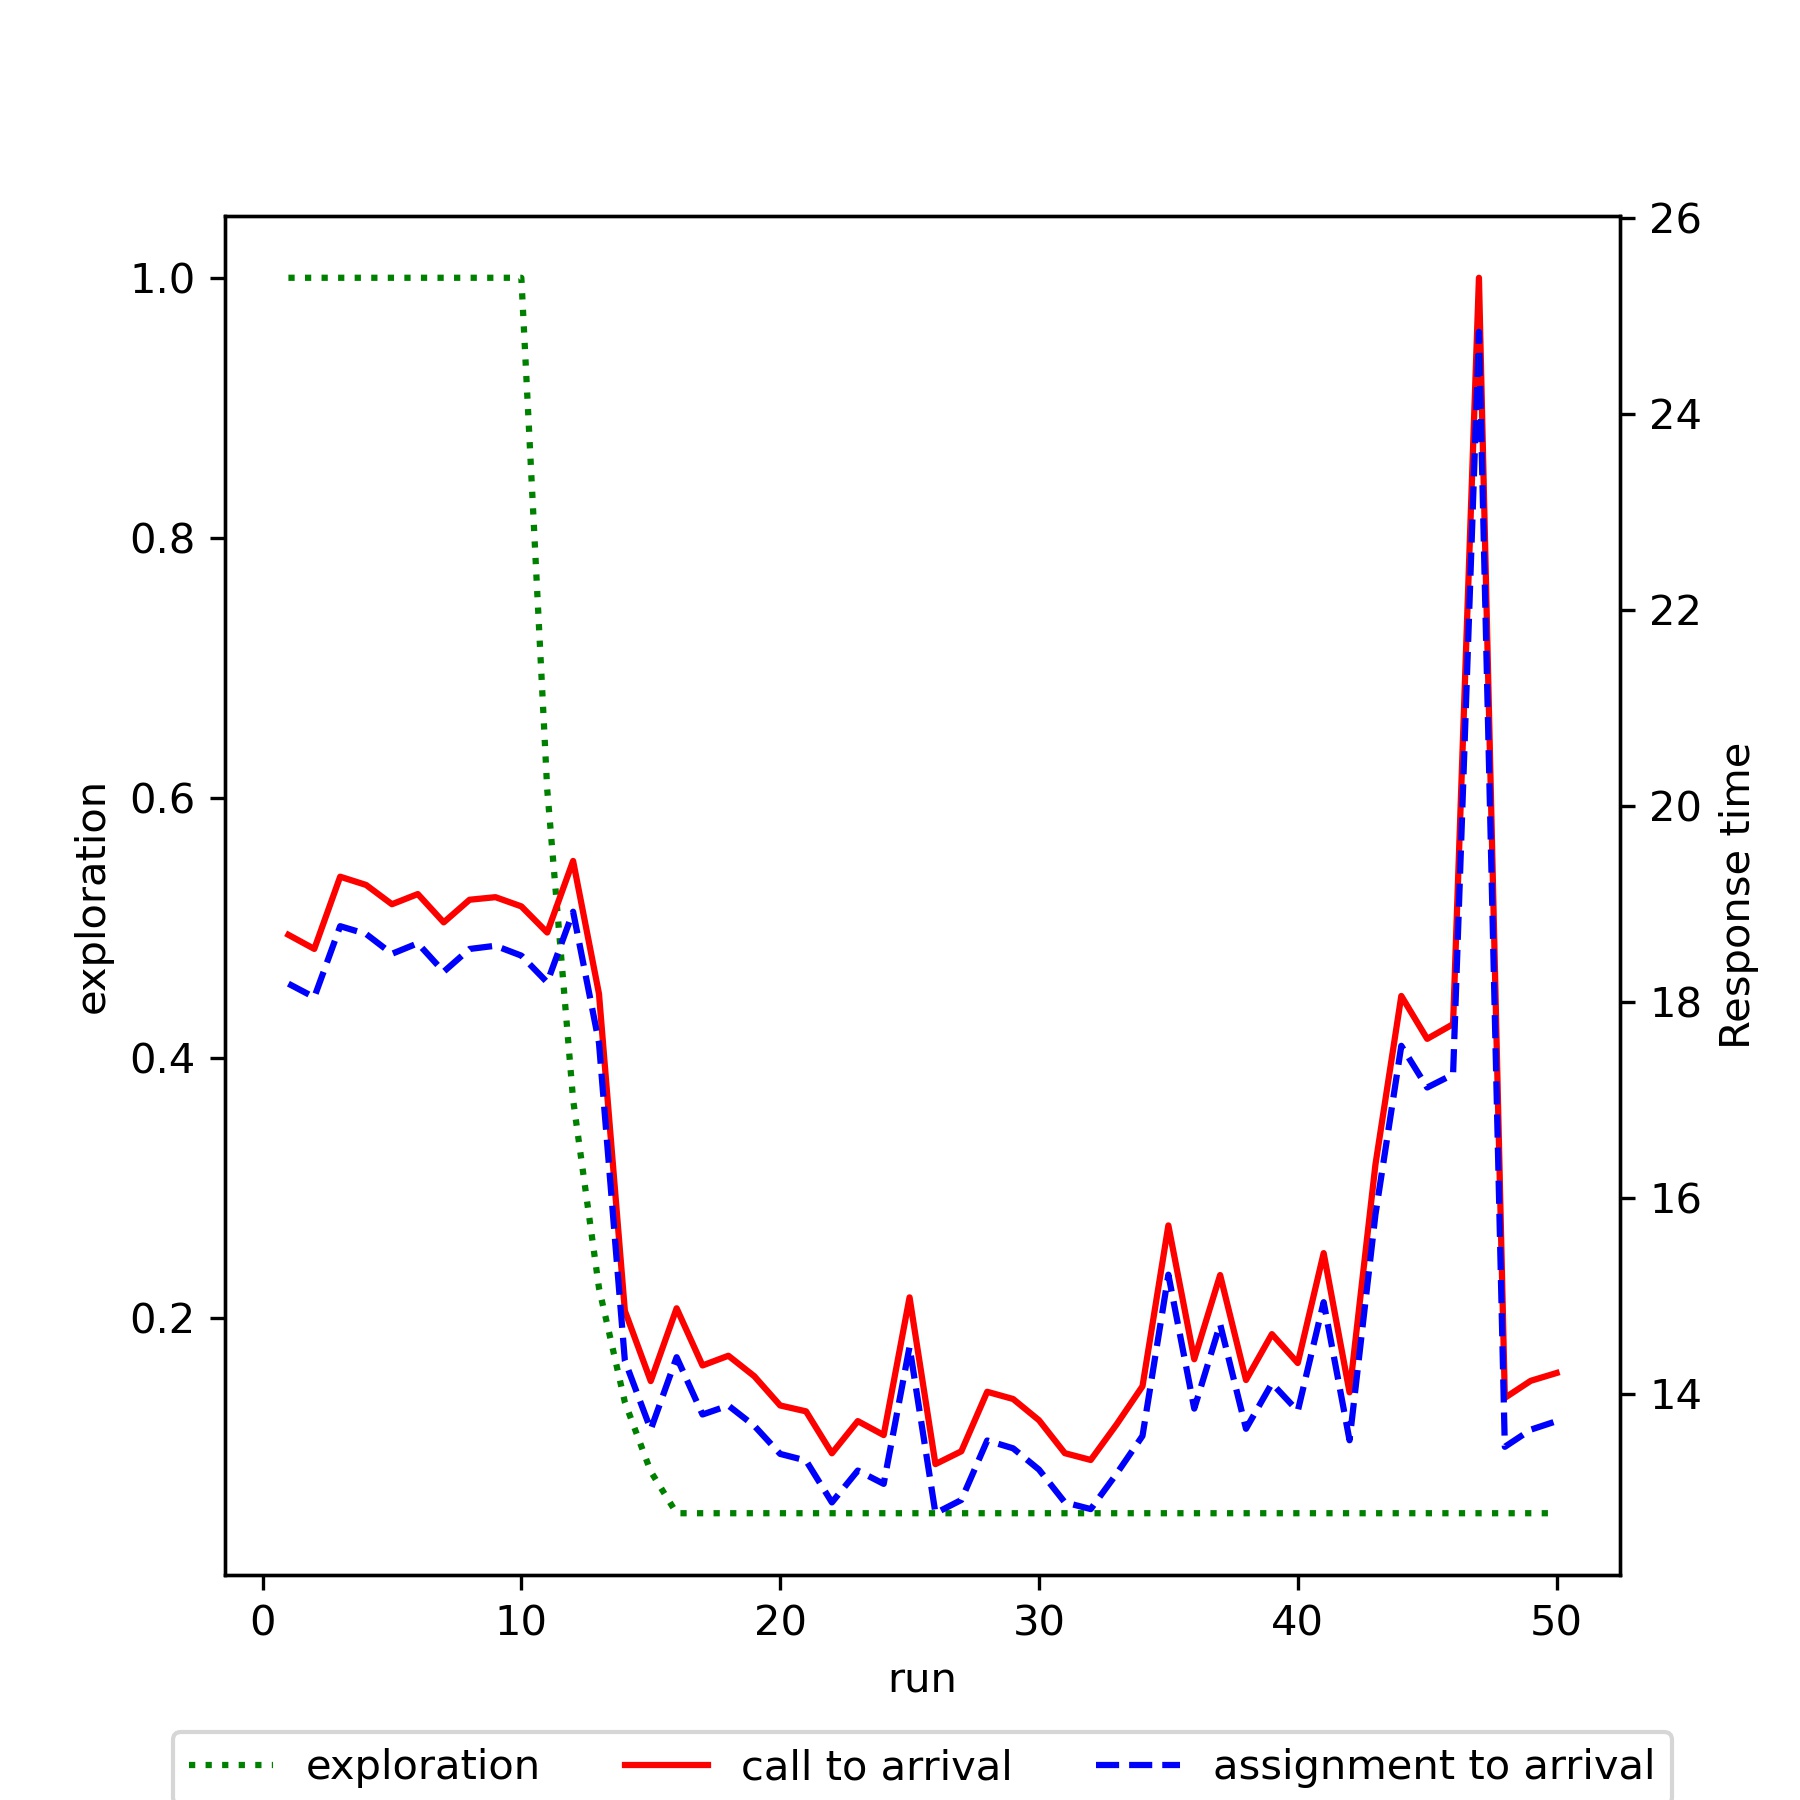 26
1.0
24
0.8
22
0.6
20
exploration
Response time
18
0.4
16
0.2
14
0 10 20 30 40 50
run
exploration call to arrival assignment to arrival